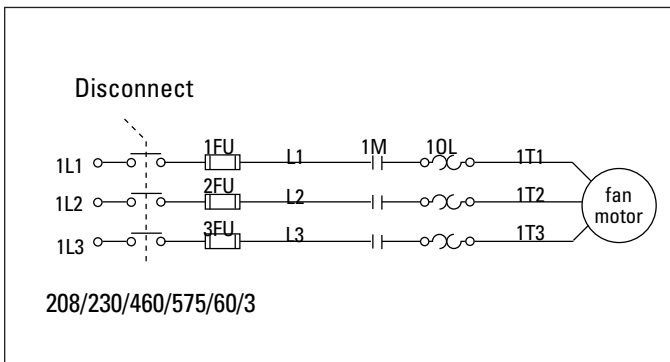 Disconnect
1L1 1FU L1 1M 1OL 1T1
1L2 2FU L2 1T2
1L3 3FU L3 1T3
fan
motor
208/230/460/575/60/3